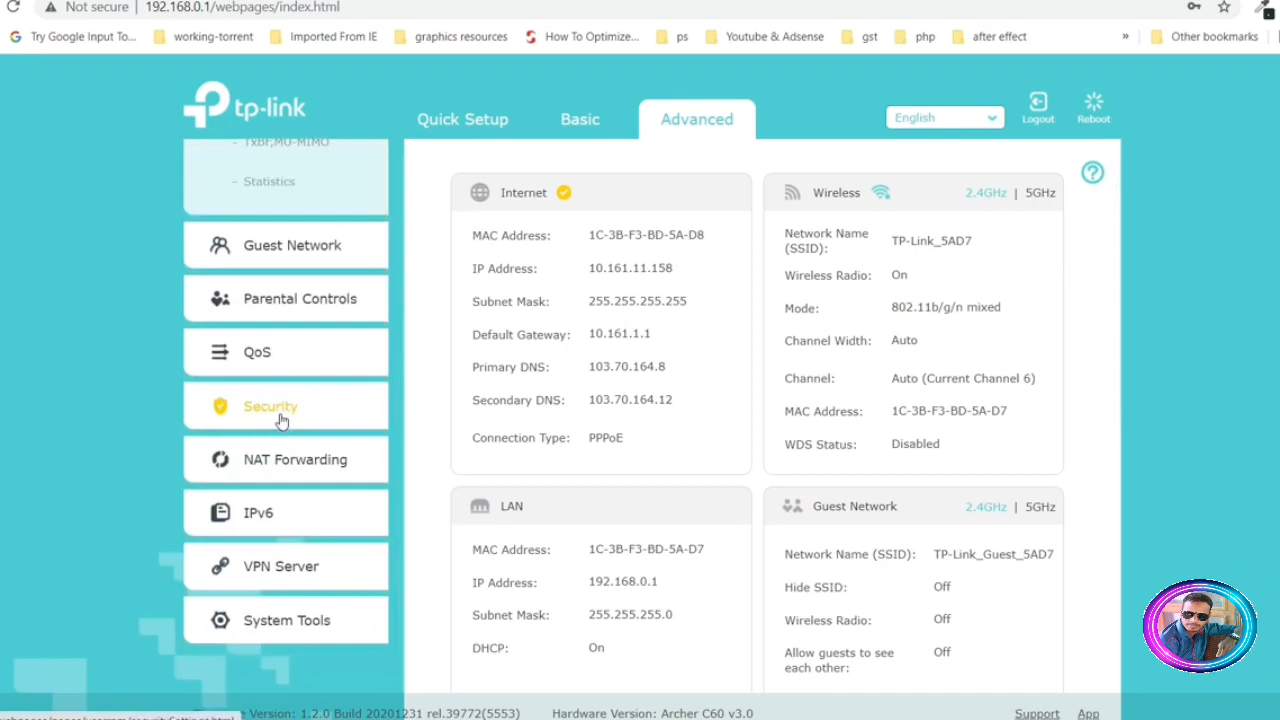 Not secure | 192.168.0.1/webpages/index.html
Try Google Input To... working-torrent Imported From IE graphics resources How To Optimize... ps Youtube & Adsense gst php after effect » Other bookmarks
tp-link
Quick Setup Basic Advanced English Logout Reboot
- TxBF,MU-MIMO
- Statistics
Guest Network
Parental Controls
QoS
Security
NAT Forwarding
IPv6
VPN Server
System Tools
Internet
MAC Address: 1C-3B-F3-BD-5A-D8
IP Address: 10.161.11.158
Subnet Mask: 255.255.255.255
Default Gateway: 10.161.1.1
Primary DNS: 103.70.164.8
Secondary DNS: 103.70.164.12
Connection Type: PPPoE
Wireless 2.4GHz | 5GHz
Network Name
(SSID): TP-Link_5AD7
Wireless Radio: On
Mode: 802.11b/g/n mixed
Channel Width: Auto
Channel: Auto (Current Channel 6)
MAC Address: 1C-3B-F3-BD-5A-D7
WDS Status: Disabled
LAN
MAC Address: 1C-3B-F3-BD-5A-D7
IP Address: 192.168.0.1
Subnet Mask: 255.255.255.0
DHCP: On
Guest Network 2.4GHz | 5GHz
Network Name (SSID): TP-Link_Guest_5AD7
Hide SSID: Off
Wireless Radio: Off
Allow guests to see
each other: Off
Version: 1.2.0 Build 20201231 rel.39772(5553) Hardware Version: Archer C60 v3.0 Support App